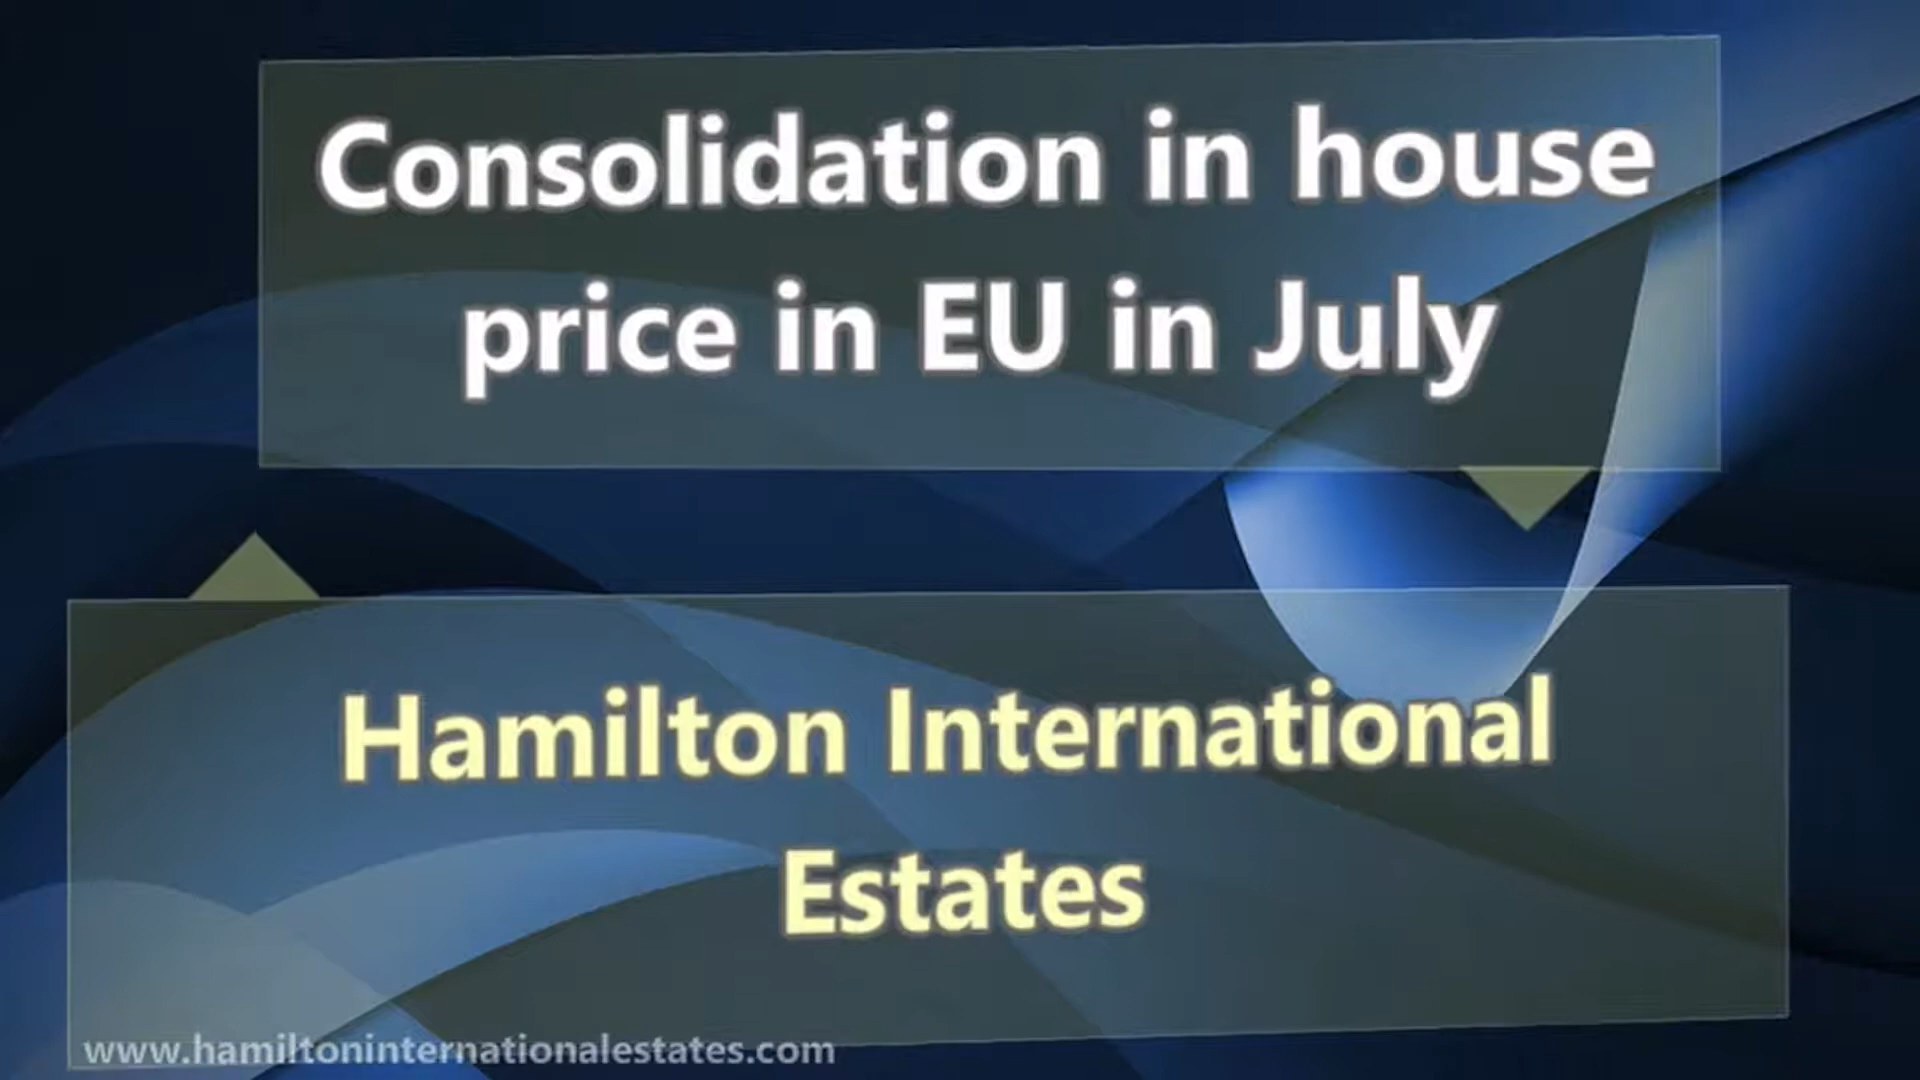 Consolidation in house
price in EU in July
Hamilton International
Estates
www.hamiltoninternationalestates.com